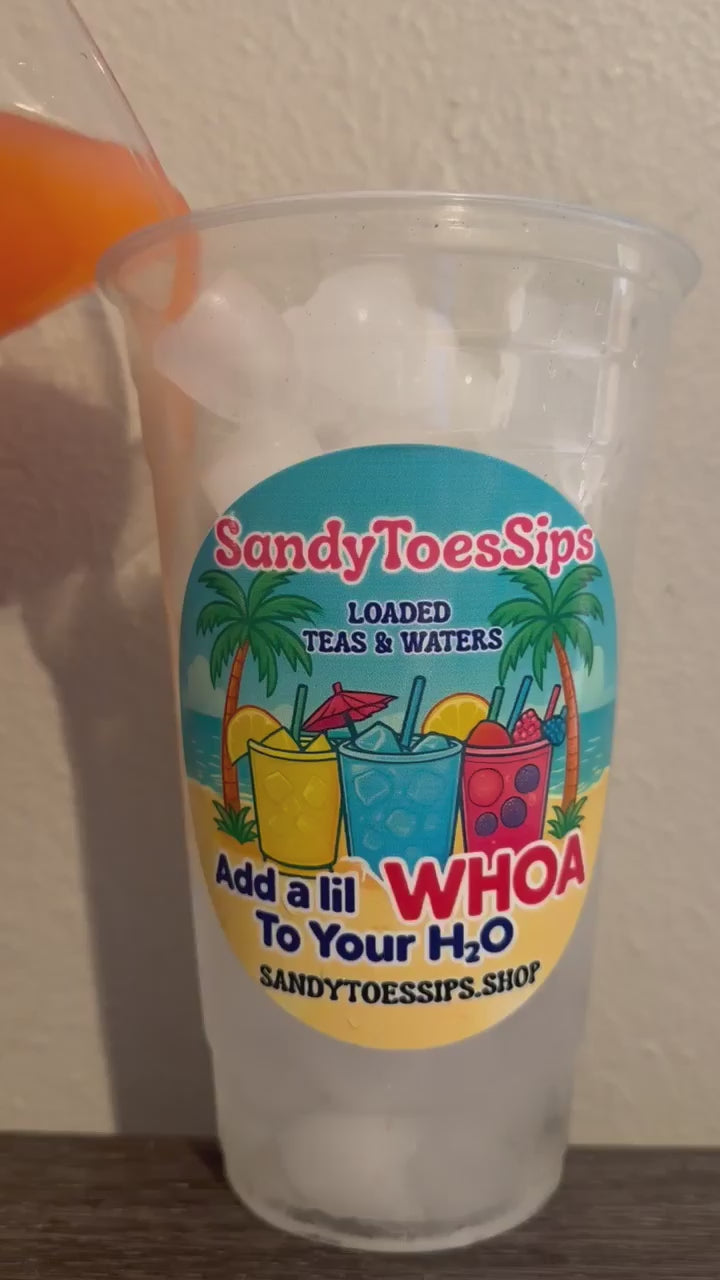 SandyToesSips
LOADED
TEAS & WATERS
Add a lil WHOA
To Your H₂O
SANDYTOESSIPS.SHOP